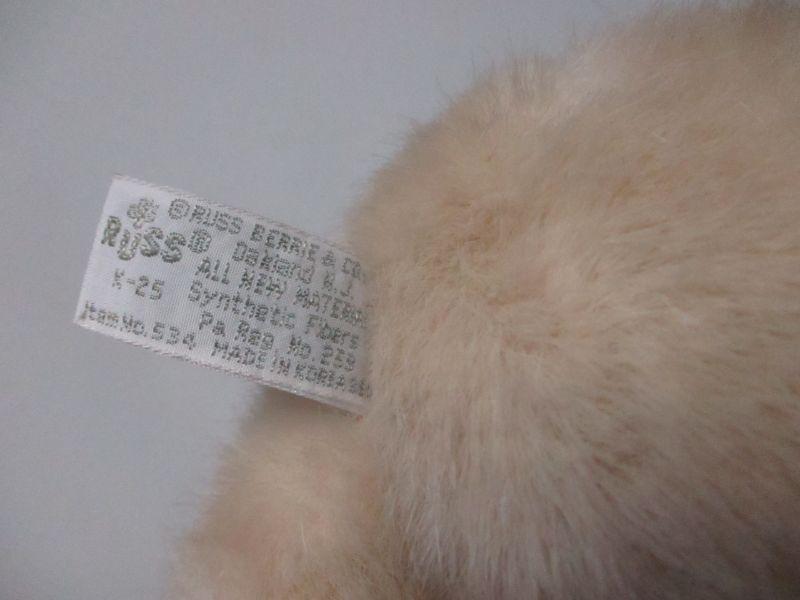 RUSS®
K-25
Item No. 534
© RUSS BERRIE & CO
Oakland N.J.
ALL NEW MATERIAL
Synthetic Fibers
PA. Reg No. 259
MADE IN KOREA